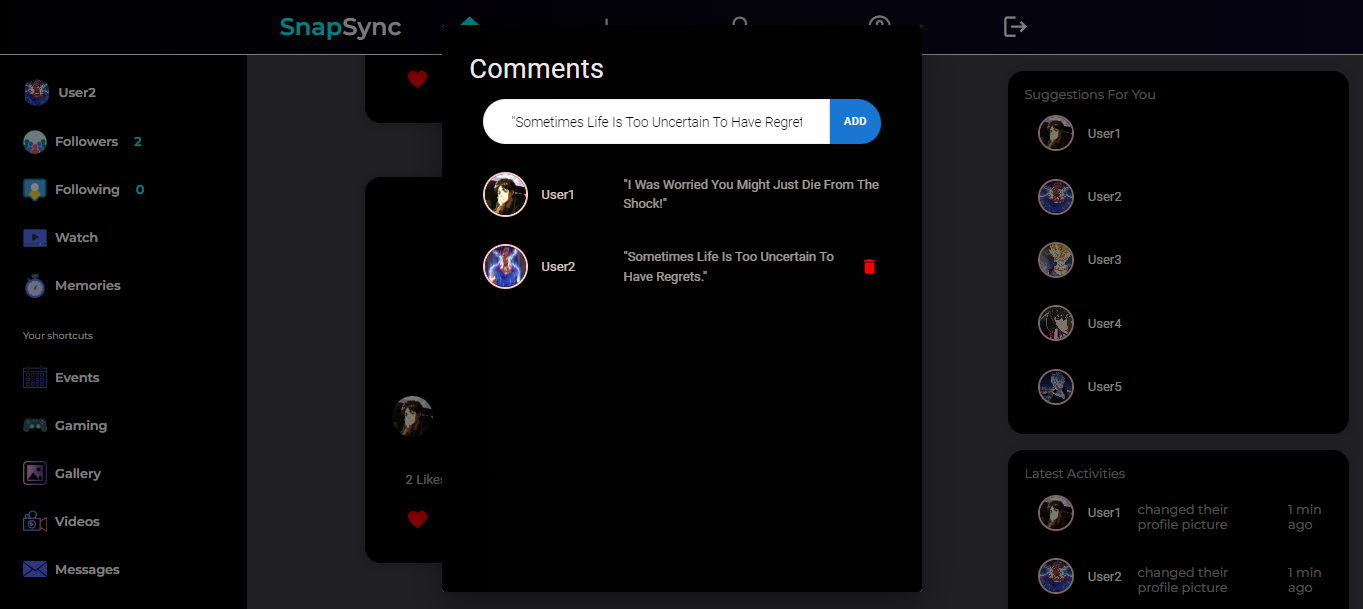 SnapSync
User2
Followers 2
Following 0
Watch
Memories
Your shortcuts
Events
Gaming
Gallery
Videos
Messages
2 Likes
Comments
"Sometimes Life Is Too Uncertain To Have Regret
ADD
User1
"I Was Worried You Might Just Die From The
Shock!"
User2
"Sometimes Life Is Too Uncertain To
Have Regrets."
Suggestions For You
User1
User2
User3
User4
User5
Latest Activities
User1
changed their
profile picture
1 min
ago
User2
changed their
profile picture
1 min
ago